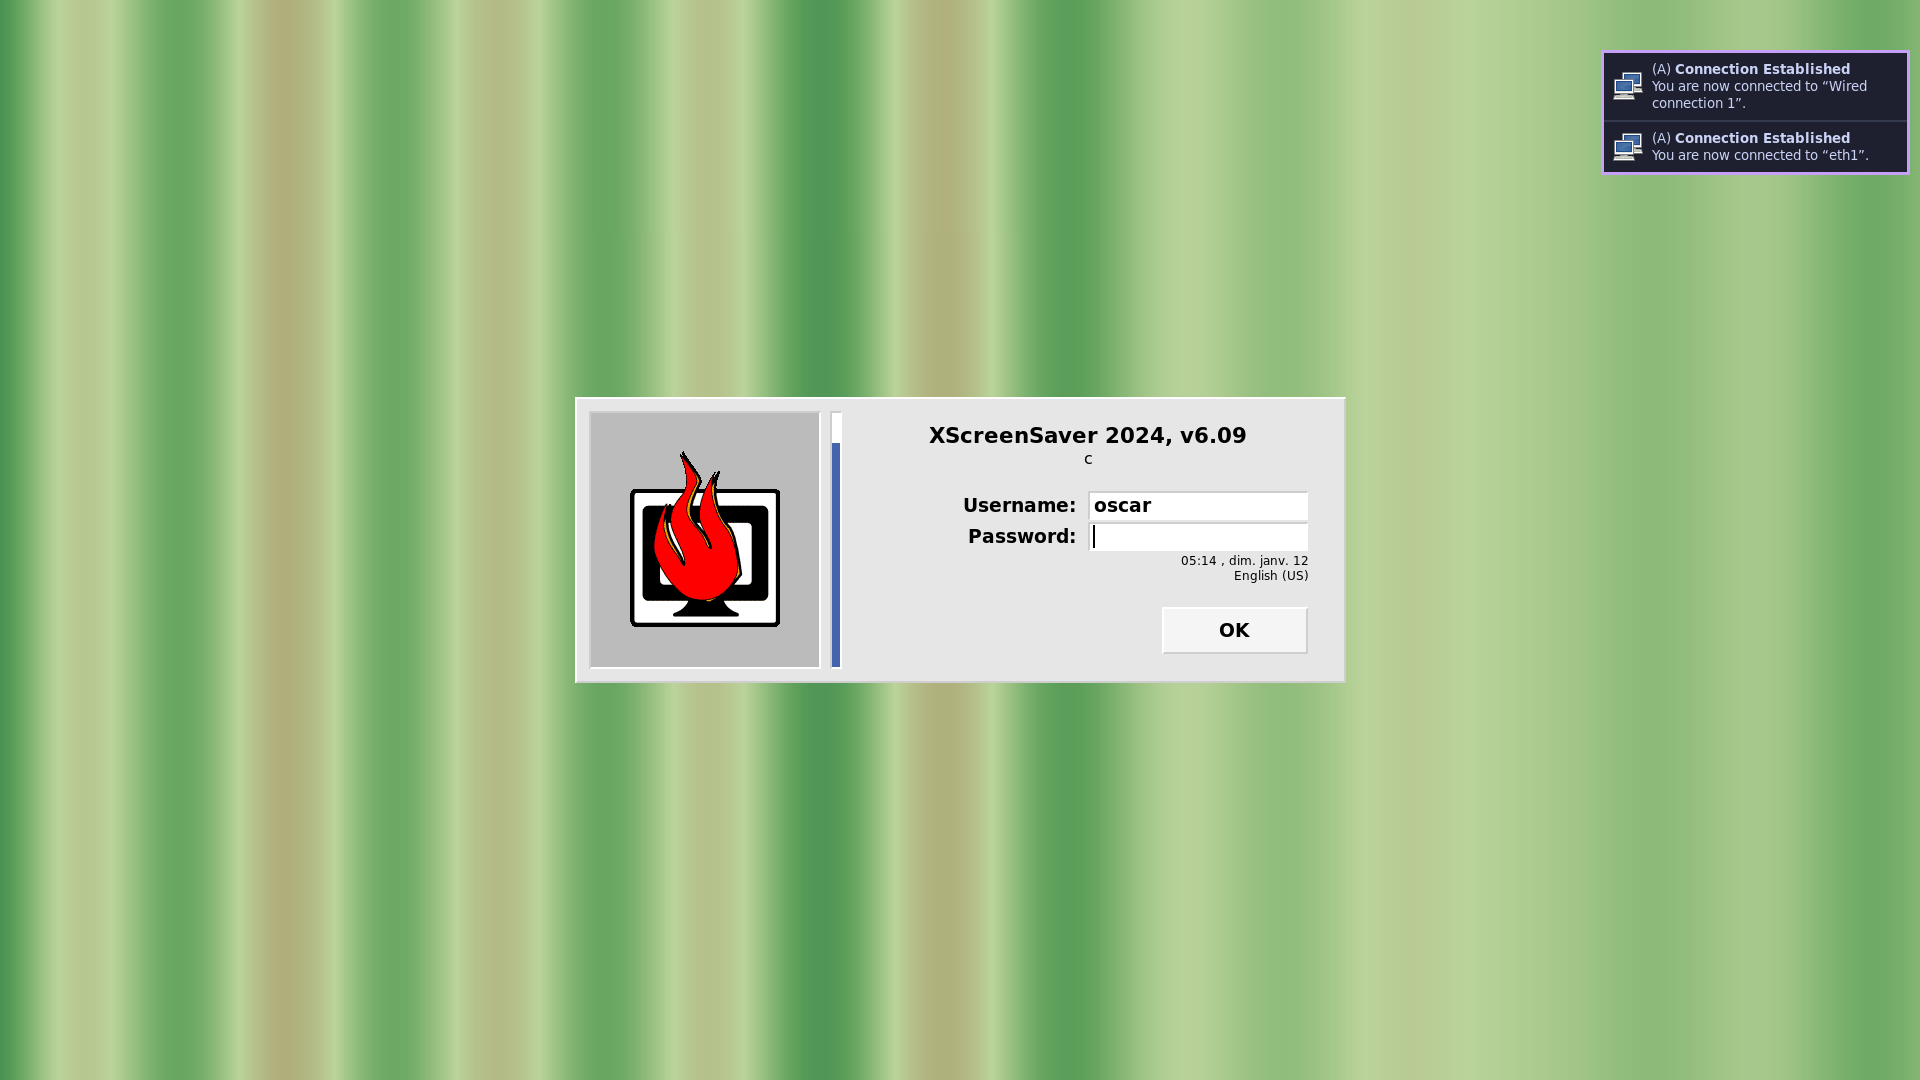 (A) Connection Established
You are now connected to “Wired
connection 1”.
(A) Connection Established
You are now connected to “eth1”.
XScreenSaver 2024, v6.09
c
Username: oscar
Password:
05:14 , dim. janv. 12
English (US)
OK